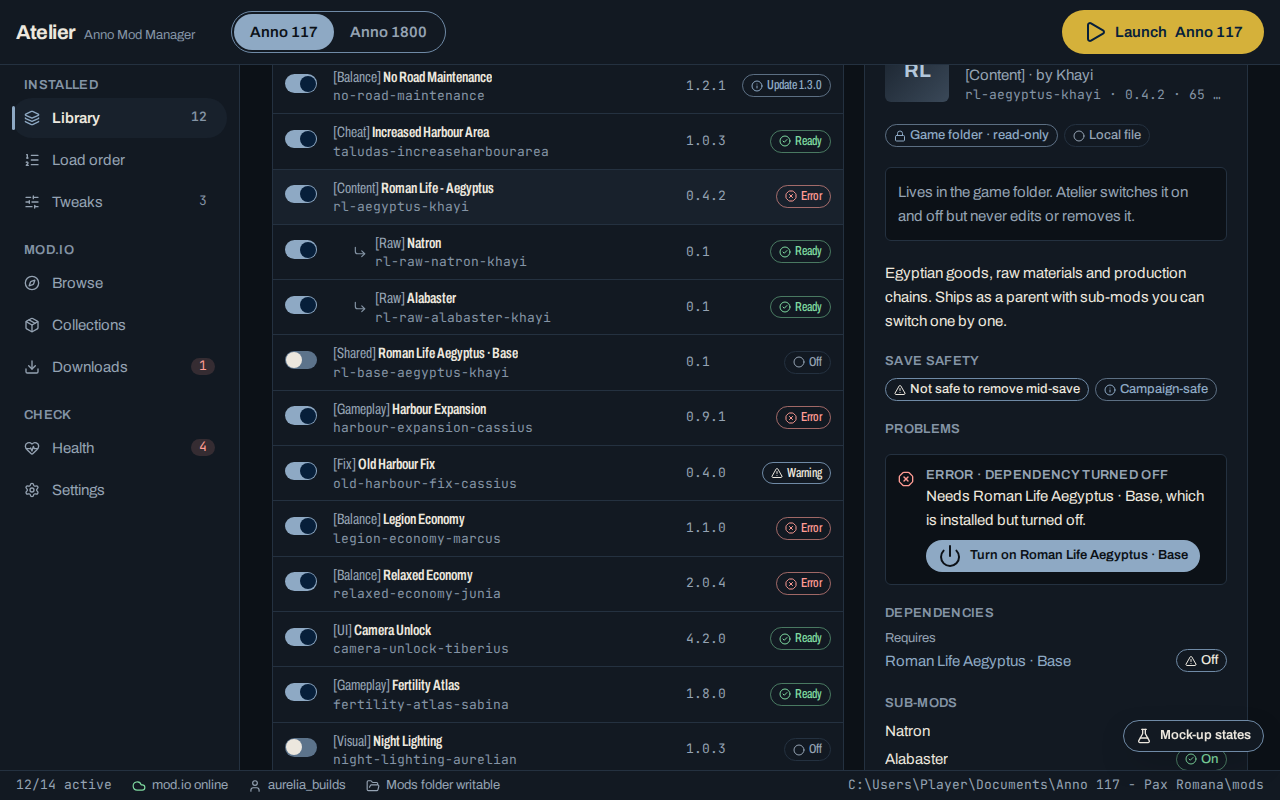 Atelier Anno Mod Manager
Anno 117
Anno 1800
Launch Anno 117
INSTALLED
Library 12
Load order
Tweaks 3
MOD.IO
Browse
Collections
Downloads 1
CHECK
Health 4
Settings
[Balance] No Road Maintenance
no-road-maintenance
1.2.1
Update 1.3.0
[Cheat] Increased Harbour Area
taludas-increaseharbourarea
1.0.3
Ready
[Content] Roman Life - Aegyptus
rl-aegyptus-khayi
0.4.2
Error
[Raw] Natron
rl-raw-natron-khayi
0.1
Ready
[Raw] Alabaster
rl-raw-alabaster-khayi
0.1
Ready
[Shared] Roman Life Aegyptus · Base
rl-base-aegyptus-khayi
0.1
Off
[Gameplay] Harbour Expansion
harbour-expansion-cassius
0.9.1
Error
[Fix] Old Harbour Fix
old-harbour-fix-cassius
0.4.0
Warning
[Balance] Legion Economy
legion-economy-marcus
1.1.0
Error
[Balance] Relaxed Economy
relaxed-economy-junia
2.0.4
Error
[UI] Camera Unlock
camera-unlock-tiberius
4.2.0
Ready
[Gameplay] Fertility Atlas
fertility-atlas-sabina
1.8.0
Ready
[Visual] Night Lighting
night-lighting-aurelian
1.0.3
Off
RL
[Content] · by Khayi
rl-aegyptus-khayi · 0.4.2 · 65 …
Game folder · read-only
Local file
Lives in the game folder. Atelier switches it on
and off but never edits or removes it.
Egyptian goods, raw materials and production
chains. Ships as a parent with sub-mods you can
switch one by one.
SAVE SAFETY
Not safe to remove mid-save
Campaign-safe
PROBLEMS
ERROR · DEPENDENCY TURNED OFF
Needs Roman Life Aegyptus · Base, which
is installed but turned off.
Turn on Roman Life Aegyptus · Base
DEPENDENCIES
Requires
Roman Life Aegyptus · Base
Off
SUB-MODS
Natron
Mock-up states
Alabaster
On
12/14 active
mod.io online
aurelia_builds
Mods folder writable
C:\Users\Player\Documents\Anno 117 - Pax Romana\mods